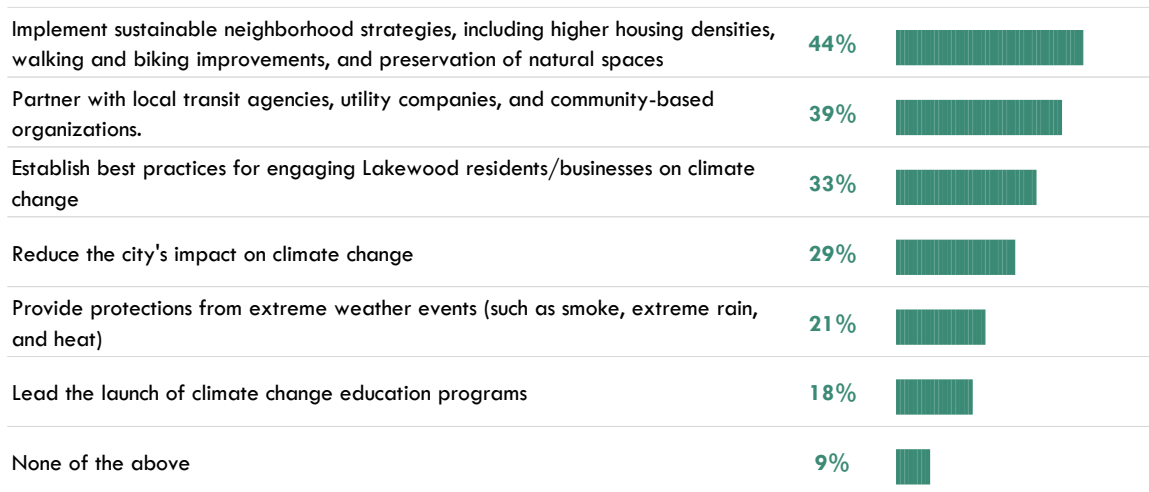 Implement sustainable neighborhood strategies, including higher housing densities,
walking and biking improvements, and preservation of natural spaces
44%
Partner with local transit agencies, utility companies, and community-based
organizations.
39%
Establish best practices for engaging Lakewood residents/businesses on climate
change
33%
Reduce the city's impact on climate change
29%
Provide protections from extreme weather events (such as smoke, extreme rain,
and heat)
21%
Lead the launch of climate change education programs
18%
None of the above
9%